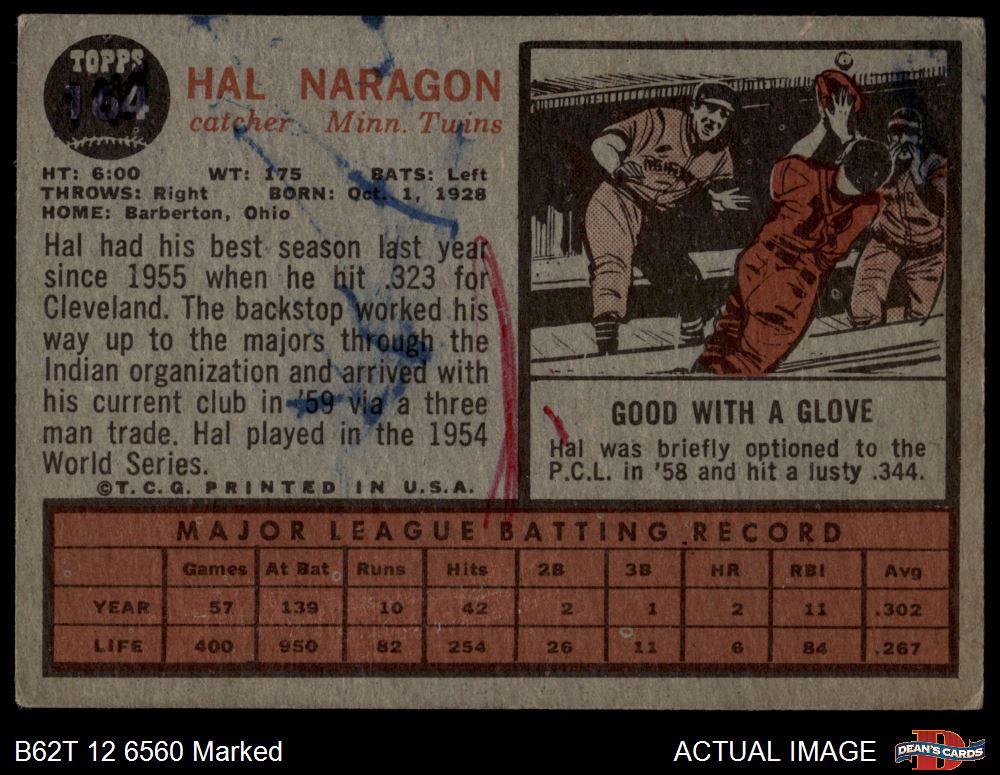 TOPPS
164
HAL NARAGON
catcher Minn. Twins
HT: 6:00 WT: 175 BATS: Left
THROWS: Right BORN: Oct. 1, 1928
HOME: Barberton, Ohio
Hal had his best season last year
since 1955 when he hit .323 for
Cleveland. The backstop worked his
way up to the majors through the
Indian organization and arrived with
his current club in '59 via a three
man trade. Hal played in the 1954
World Series.
©T.C.G. PRINTED IN U.S.A.
GOOD WITH A GLOVE
Hal was briefly optioned to the
P.C.L. in '58 and hit a lusty .344.
MAJOR LEAGUE BATTING RECORD
Games At Bat Runs Hits 2B 3B HR RBI Avg
YEAR 57 139 10 42 2 1 2 11 .302
LIFE 400 950 82 254 26 11 6 84 .267
B62T 12 6560 Marked
ACTUAL IMAGE
DEAN'S CARDS